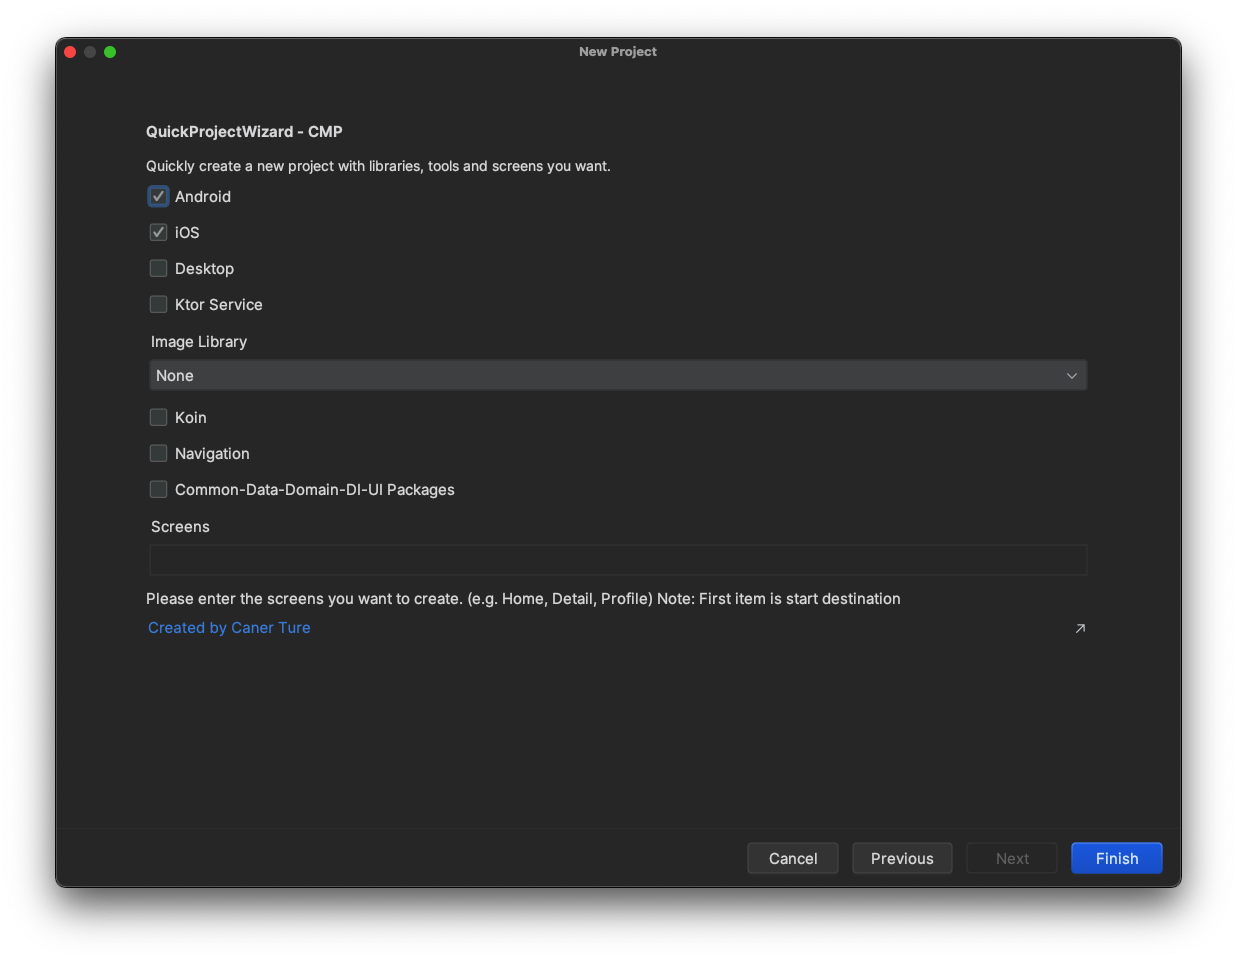 New Project
QuickProjectWizard - CMP
Quickly create a new project with libraries, tools and screens you want.
Android
iOS
Desktop
Ktor Service
Image Library
None
Koin
Navigation
Common-Data-Domain-DI-UI Packages
Screens
Please enter the screens you want to create. (e.g. Home, Detail, Profile) Note: First item is start destination
Created by Caner Ture
Cancel Previous Next Finish